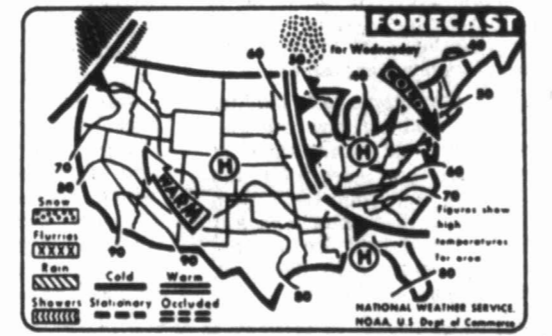 FORECAST
for Wednesday
60
50
40
40
COLD
50
H
H
70
80
WARM
60
70
Figures show
high
temperatures
for area
Snow
Flurries
XXXX
Rain
Showers
90
90
80
H
80
Cold
Warm
Stationary
Occluded
NATIONAL WEATHER SERVICE,
NOAA, U S Dept of Commerce